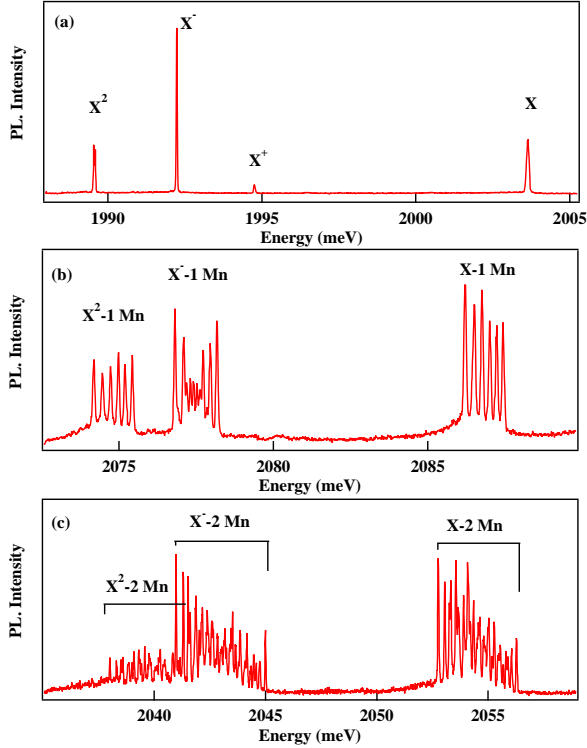 (a)
X⁻
X²
X⁺
X
PL. Intensity
1990 1995 2000 2005
Energy (meV)
(b)
X⁻-1 Mn
X-1 Mn
X²-1 Mn
PL. Intensity
2075 2080 2085
Energy (meV)
(c)
X⁻-2 Mn
X-2 Mn
X²-2 Mn
PL. Intensity
2040 2045 2050 2055
Energy (meV)